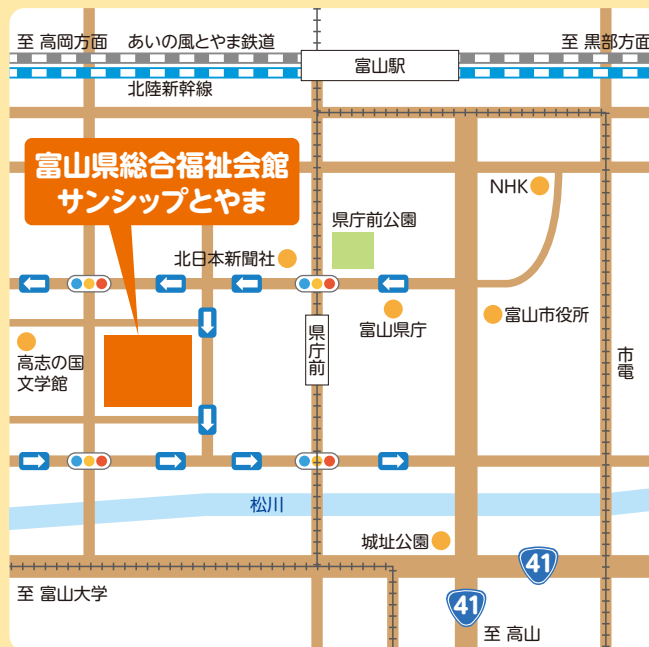 至 高岡方面
あいの風とやま鉄道
至 黒部方面
富山駅
北陸新幹線
富山県総合福祉会館
サンシップとやま
NHK
県庁前公園
北日本新聞社
富山県庁
富山市役所
県庁前
市電
高志の国
文学館
松川
城址公園
41
至 富山大学
41
至 高山